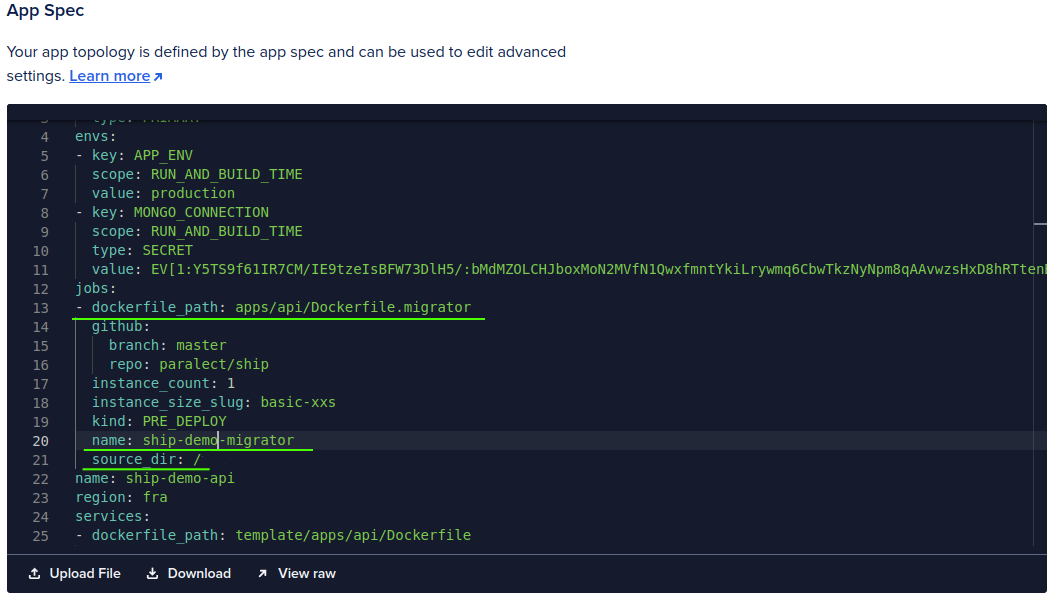 App Spec
Your app topology is defined by the app spec and can be used to edit advanced
settings. Learn more
3 type: PRIMARY
4 envs:
5 - key: APP_ENV
6 scope: RUN_AND_BUILD_TIME
7 value: production
8 - key: MONGO_CONNECTION
9 scope: RUN_AND_BUILD_TIME
10 type: SECRET
11 value: EV[1:Y5TS9f61IR7CM/IE9tzeIsBFW73DlH5/:bMdMZOLCHJboxMoN2MVfN1QwxfmntYkiLrywmq6CbwTkzNyNpm8qAAvwzsHxD8hRTten
12 jobs:
13 - dockerfile_path: apps/api/Dockerfile.migrator
14 github:
15 branch: master
16 repo: paralect/ship
17 instance_count: 1
18 instance_size_slug: basic-xxs
19 kind: PRE_DEPLOY
20 name: ship-demo-migrator
21 source_dir: /
22 name: ship-demo-api
23 region: fra
24 services:
25 - dockerfile_path: template/apps/api/Dockerfile
Upload File Download View raw